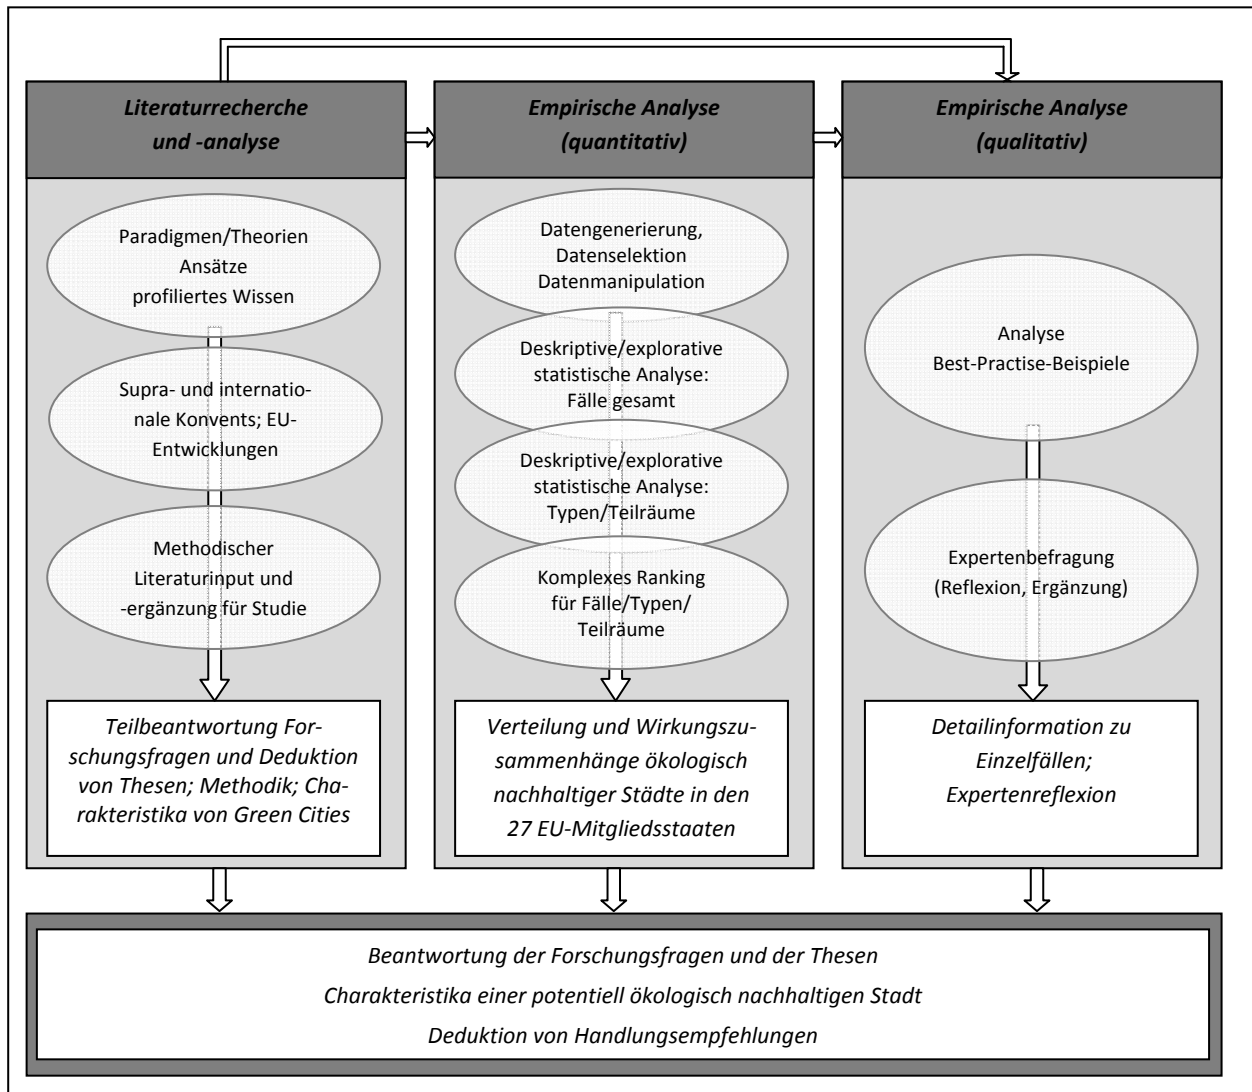 Literaturrecherche
und -analyse
Paradigmen/Theorien
Ansätze
profiliertes Wissen
Supra- und internatio-
nale Konvents; EU-
Entwicklungen
Methodischer
Literaturinput und
-ergänzung für Studie
Teilbeantwortung For-
schungsfragen und Deduktion
von Thesen; Methodik; Cha-
rakteristika von Green Cities
Empirische Analyse
(quantitativ)
Datengenerierung,
Datenselektion
Datenmanipulation
Deskriptive/explorative
statistische Analyse:
Fälle gesamt
Deskriptive/explorative
statistische Analyse:
Typen/Teilräume
Komplexes Ranking
für Fälle/Typen/
Teilräume
Verteilung und Wirkungszu-
sammenhänge ökologisch
nachhaltiger Städte in den
27 EU-Mitgliedsstaaten
Empirische Analyse
(qualitativ)
Analyse
Best-Practise-Beispiele
Expertenbefragung
(Reflexion, Ergänzung)
Detailinformation zu
Einzelfällen;
Expertenreflexion
Beantwortung der Forschungsfragen und der Thesen
Charakteristika einer potentiell ökologisch nachhaltigen Stadt
Deduktion von Handlungsempfehlungen